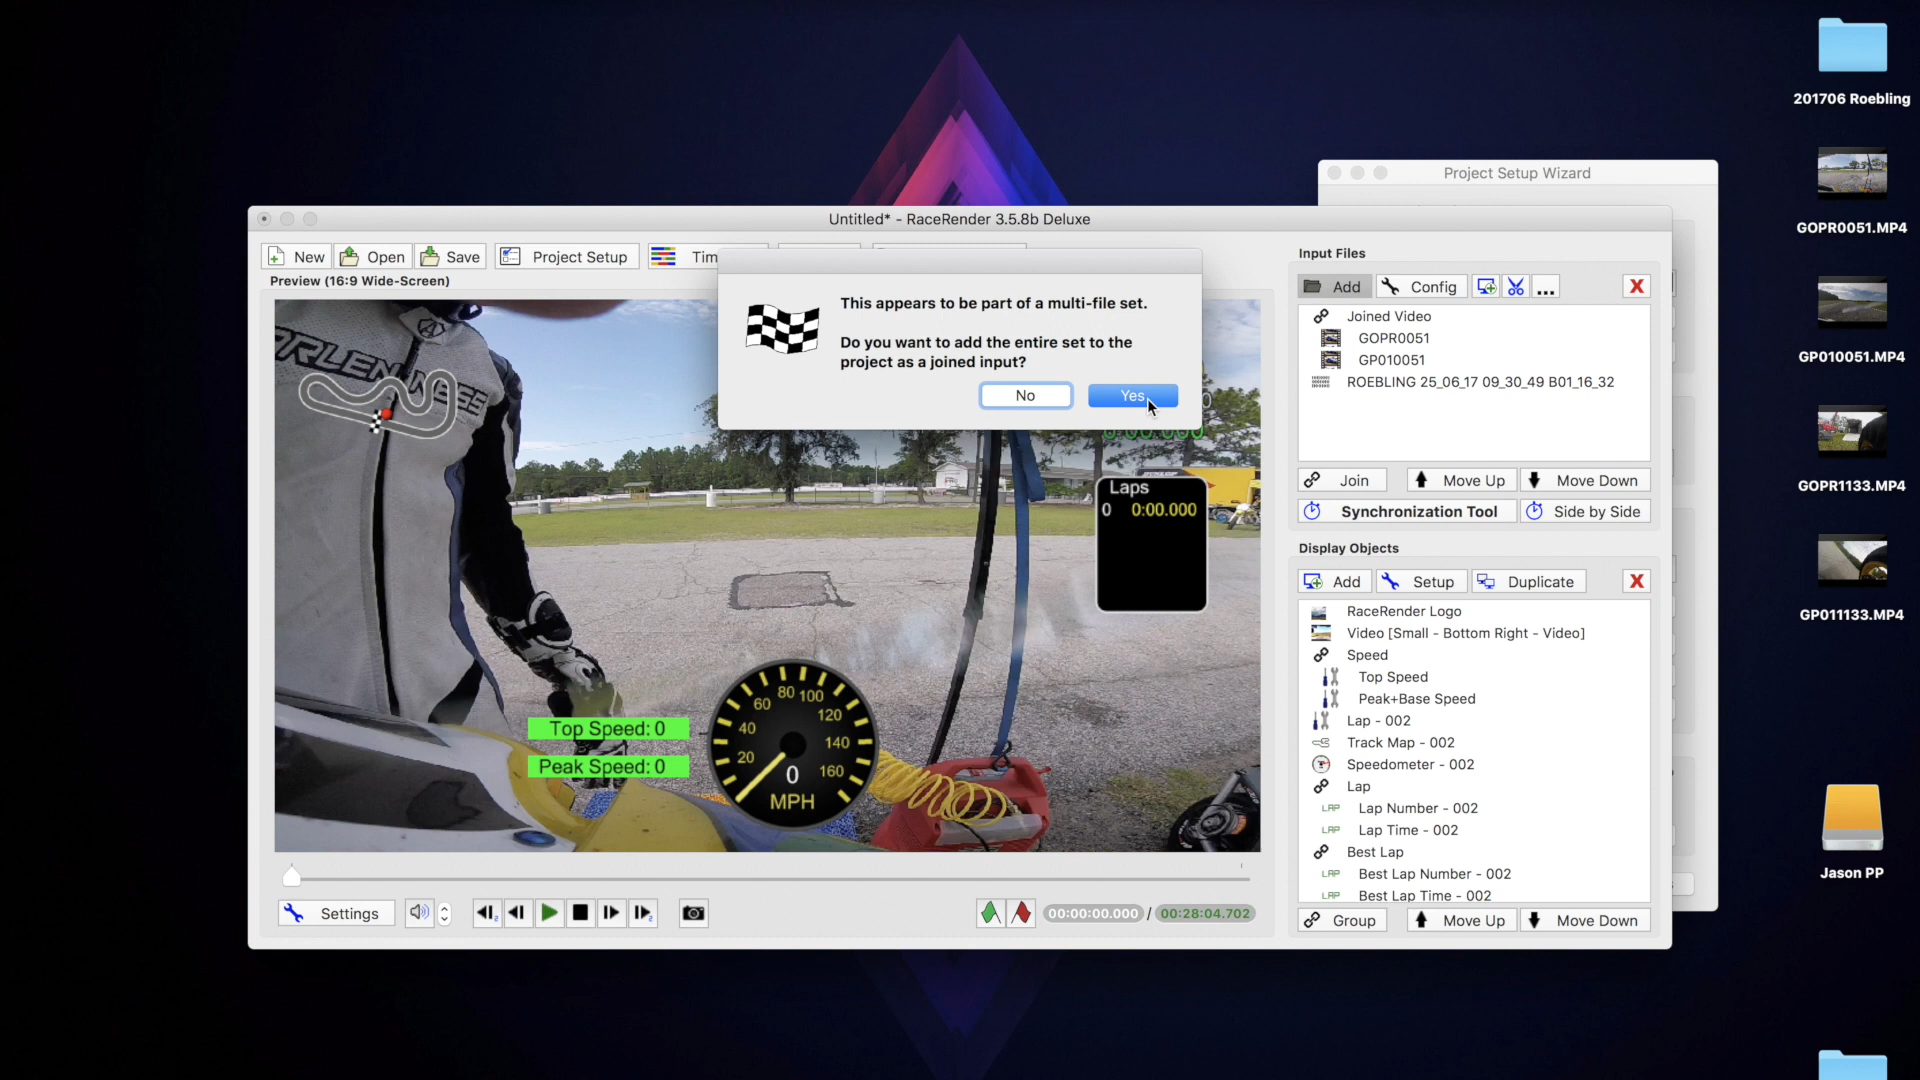 201706 Roebling
GOPR0051.MP4
GP010051.MP4
GOPR1133.MP4
GP011133.MP4
Jason PP
Project Setup Wizard
Untitled* - RaceRender 3.5.8b Deluxe
New
Open
Save
Project Setup
Tim
Preview (16:9 Wide-Screen)
This appears to be part of a multi-file set.
Do you want to add the entire set to the
project as a joined input?
No
Yes
ARLEN NESS
Laps
0 0:00.000
Top Speed: 0
Peak Speed: 0
20
40
60
80
100
120
140
160
0
MPH
Settings
00:00:00.000 / 00:28:04.702
Input Files
Add
Config
...
X
Joined Video
GOPR0051
GP010051
ROEBLING 25_06_17 09_30_49 B01_16_32
Join
Move Up
Move Down
Synchronization Tool
Side by Side
Display Objects
Add
Setup
Duplicate
X
RaceRender Logo
Video [Small - Bottom Right - Video]
Speed
Top Speed
Peak+Base Speed
Lap - 002
Track Map - 002
Speedometer - 002
Lap
LAP Lap Number - 002
LAP Lap Time - 002
Best Lap
LAP Best Lap Number - 002
LAP Best Lap Time - 002
Group
Move Up
Move Down